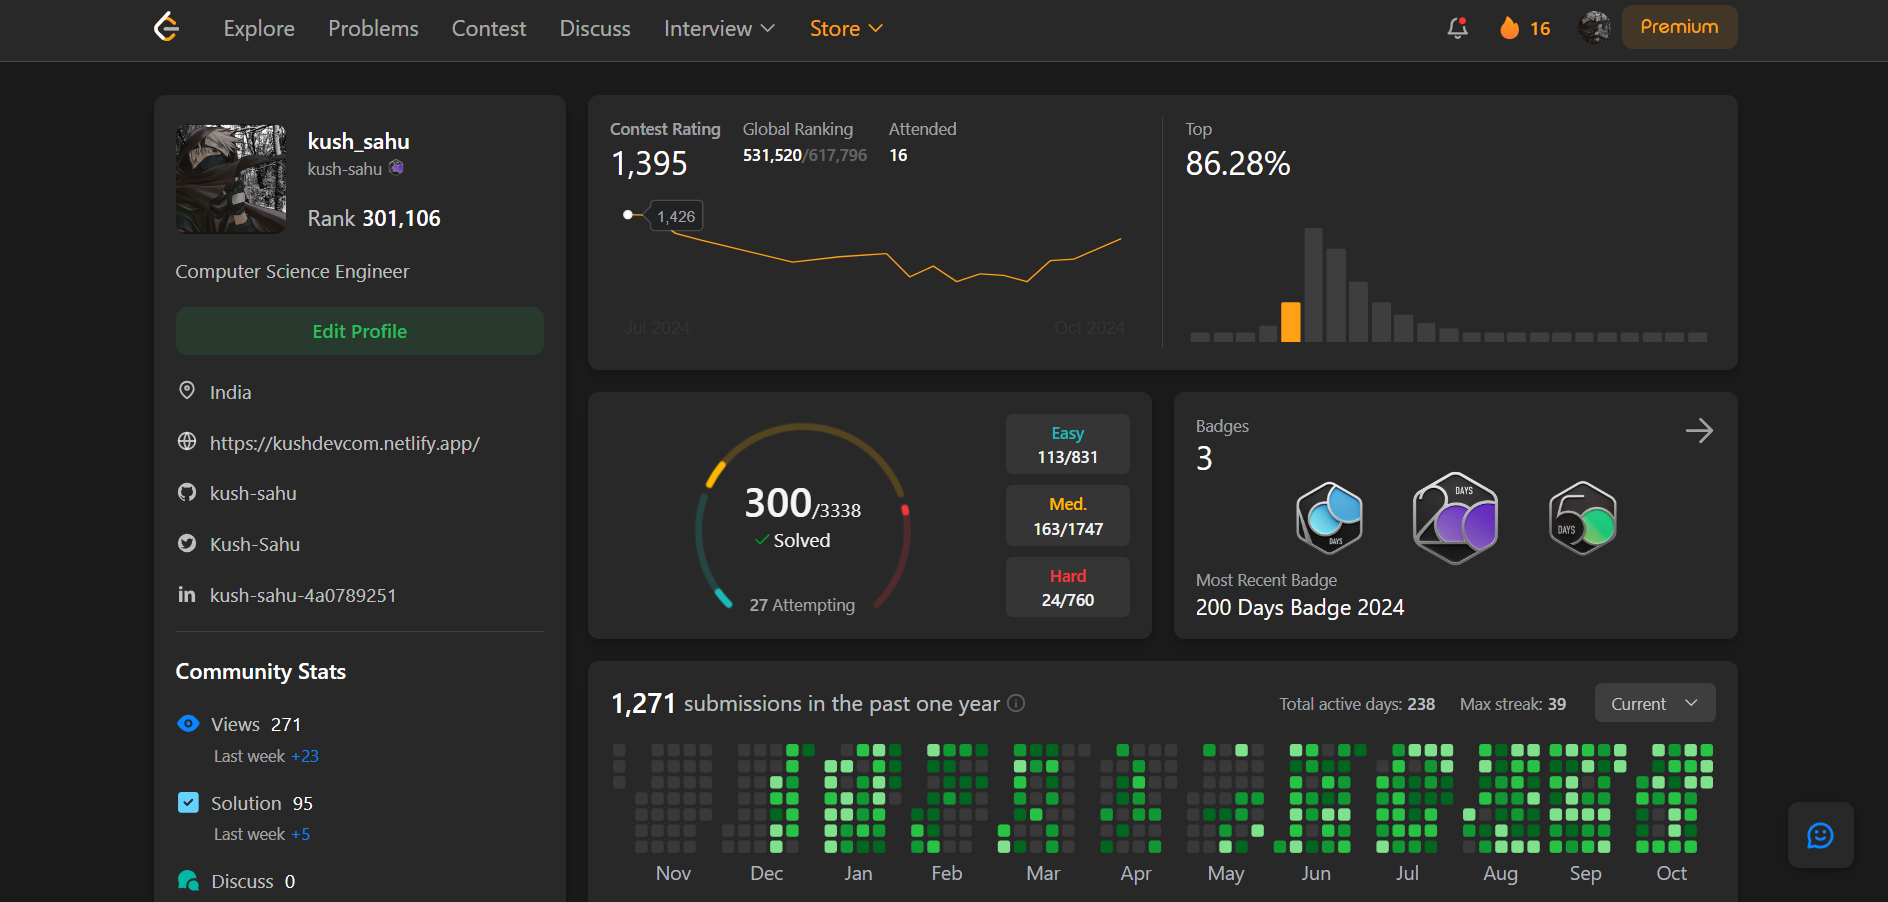 Explore Problems Contest Discuss Interview Store 16 Premium
kush_sahu
kush-sahu
Rank 301,106
Computer Science Engineer
Edit Profile
India
https://kushdevcom.netlify.app/
kush-sahu
Kush-Sahu
kush-sahu-4a0789251
Community Stats
Views 271
Last week +23
Solution 95
Last week +5
Discuss 0
Contest Rating
1,395
Global Ranking
531,520/617,796
Attended
16
1,426
Jul 2024 Oct 2024
Top
86.28%
300/3338
Solved
27 Attempting
Easy
113/831
Med.
163/1747
Hard
24/760
Badges
3
DAYS
200 DAYS
50 DAYS
Most Recent Badge
200 Days Badge 2024
1,271 submissions in the past one year Total active days: 238 Max streak: 39 Current
Nov Dec Jan Feb Mar Apr May Jun Jul Aug Sep Oct